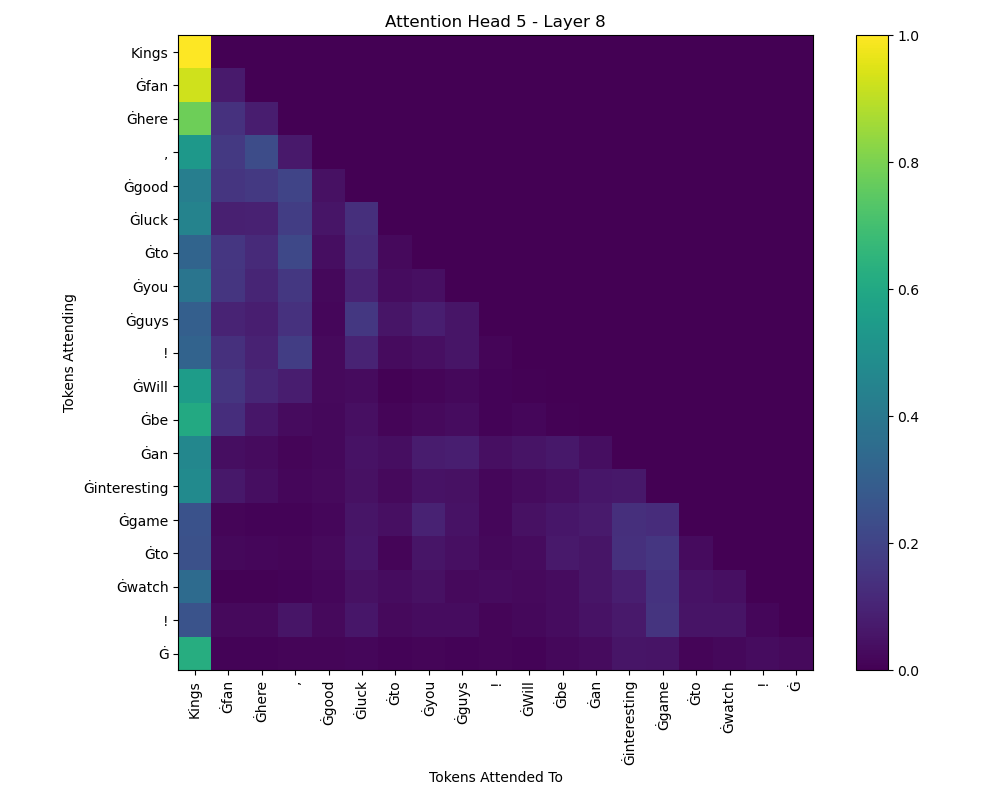 Attention Head 5 - Layer 8
Kings
Ġfan
Ġhere
,
Ġgood
Ġluck
Ġto
Ġyou
Ġguys
!
ĠWill
Ġbe
Ġan
Ġinteresting
Ġgame
Ġto
Ġwatch
!
Ġ
Tokens Attending
Kings
Ġfan
Ġhere
,
Ġgood
Ġluck
Ġto
Ġyou
Ġguys
!
ĠWill
Ġbe
Ġan
Ġinteresting
Ġgame
Ġto
Ġwatch
!
Ġ
Tokens Attended To
1.0
0.8
0.6
0.4
0.2
0.0